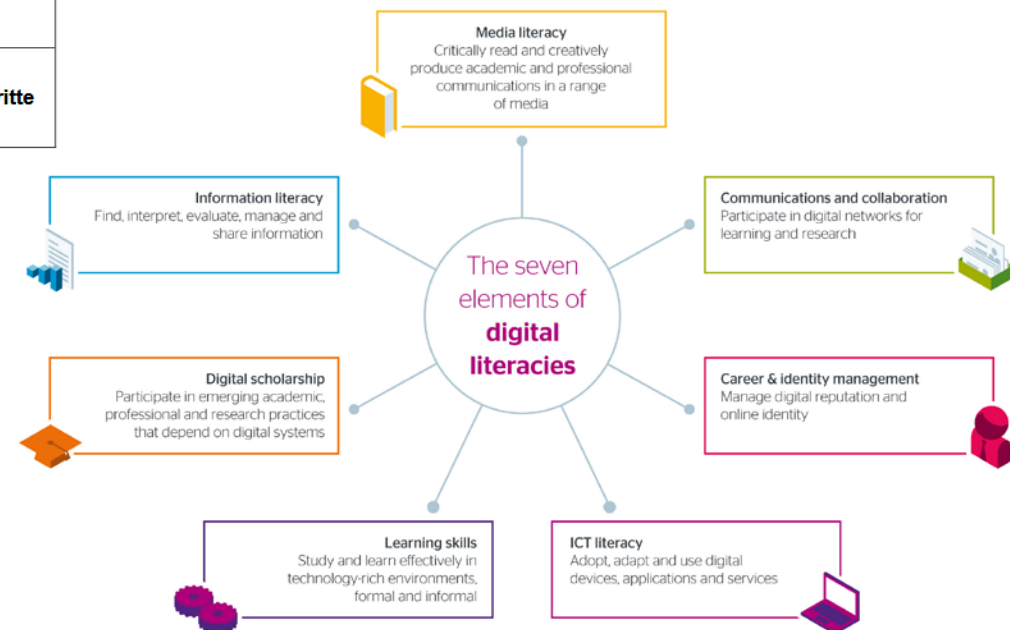 ritte
Media literacy
Critically read and creatively
produce academic and professional
communications in a range
of media
Information literacy
Find, interpret, evaluate, manage and
share information
Communications and collaboration
Participate in digital networks for
learning and research
The seven
elements of
digital
literacies
Digital scholarship
Participate in emerging academic,
professional and research practices
that depend on digital systems
Career & identity management
Manage digital reputation and
online identity
Learning skills
Study and learn effectively in
technology-rich environments,
formal and informal
ICT literacy
Adopt, adapt and use digital
devices, applications and services